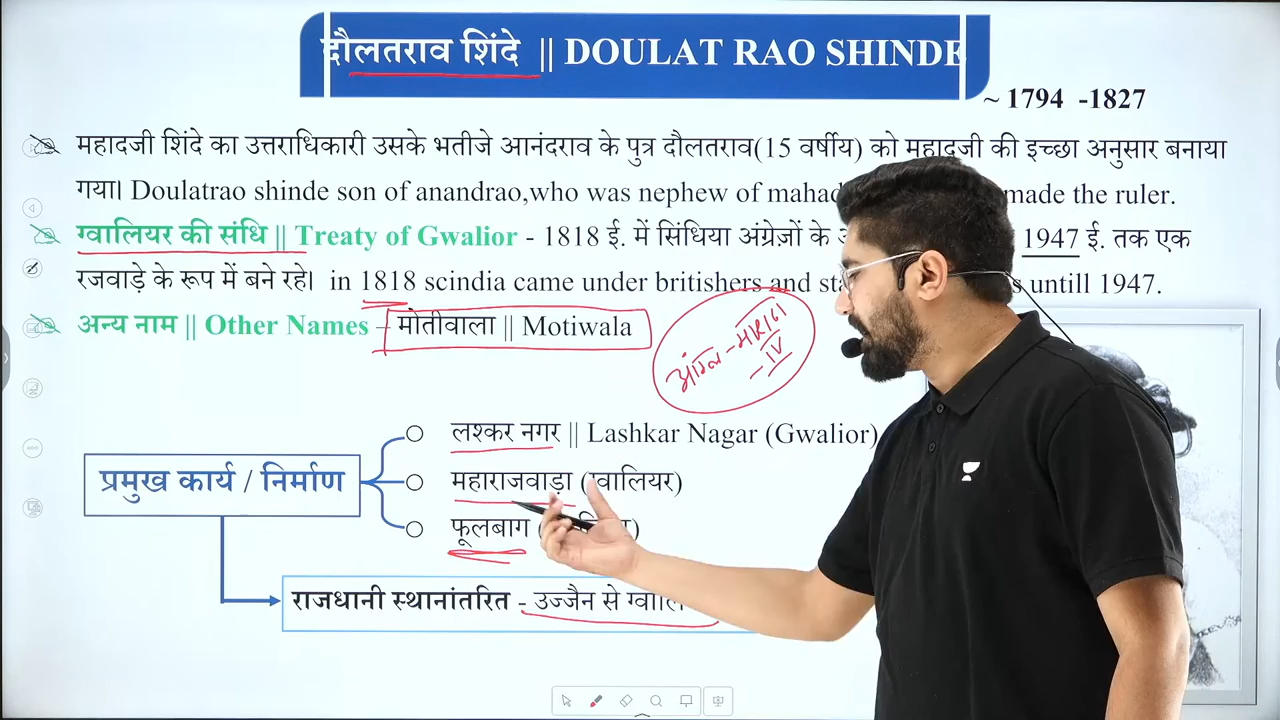 दौलतराव शिंदे || DOULAT RAO SHINDE
~ 1794 -1827
महादजी शिंदे का उत्तराधिकारी उसके भतीजे आनंदराव के पुत्र दौलतराव(15 वर्षीय) को महादजी की इच्छा अनुसार बनाया
गया। Doulatrao shinde son of anandrao,who was nephew of made the ruler.
ग्वालियर की संधि || Treaty of Gwalior - 1818 ई. में सिंधिया अंग्रेज़ों के 1947 ई. तक एक
रजवाड़े के रूप में बने रहे। in 1818 scindia came under britishers and untill 1947.
अन्य नाम || Other Names – मोतीवाला || Motiwala
आंग्ल - मराठा
- IV
लश्कर नगर || Lashkar Nagar (Gwalior)
प्रमुख कार्य / निर्माण
महाराजवाड़ा (ग्वालियर)
फूलबाग
राजधानी स्थानांतरित - उज्जैन से